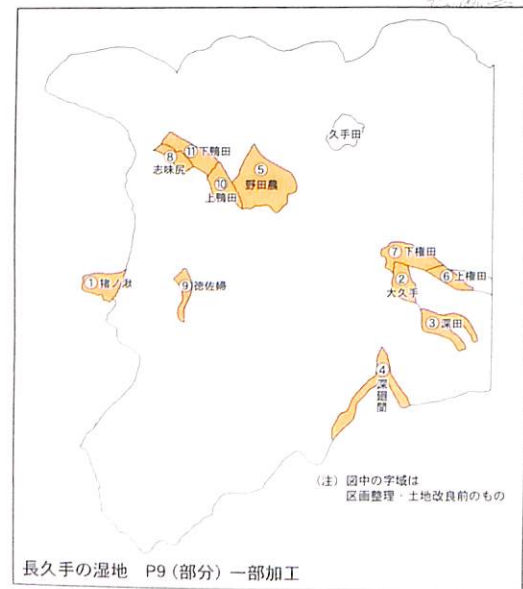 久手田
⑪下鴨田
⑧
志味尻
⑤
野田農
⑩
上鴨田
⑦下権田
⑥上権田
②
大久手
①猪ノ湫
⑨徳佐婦
③深田
④
深廻間
(注) 図中の字域は
区画整理・土地改良前のもの
長久手の湿地 P9 (部分) 一部加工